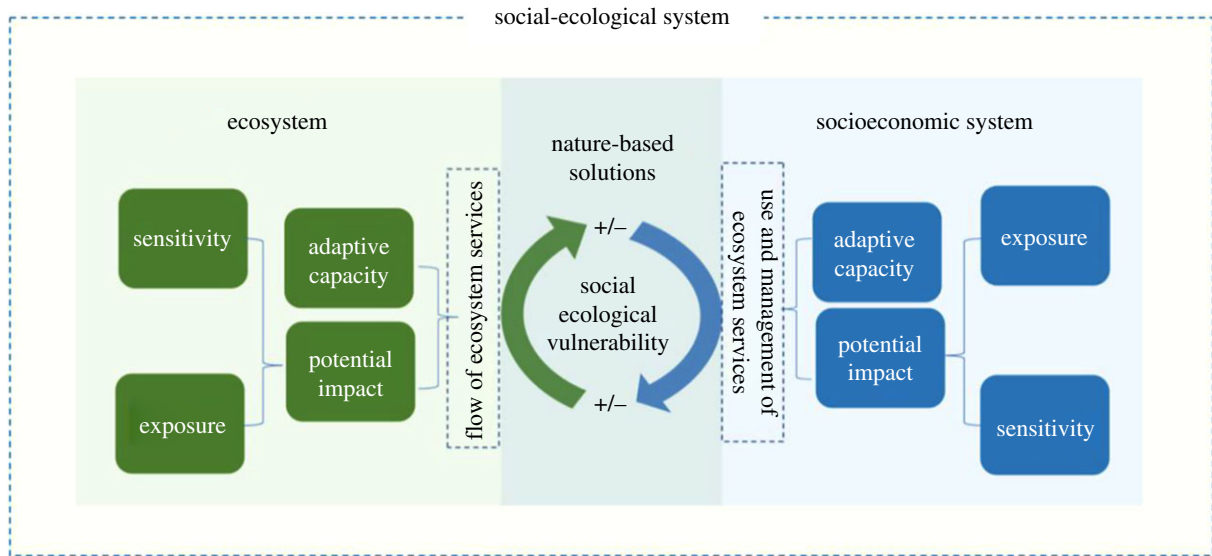 social-ecological system
ecosystem
sensitivity
exposure
adaptive
capacity
potential
impact
flow of ecosystem services
nature-based
solutions
+/–
social
ecological
vulnerability
+/–
socioeconomic system
use and management of
ecosystem services
adaptive
capacity
potential
impact
exposure
sensitivity